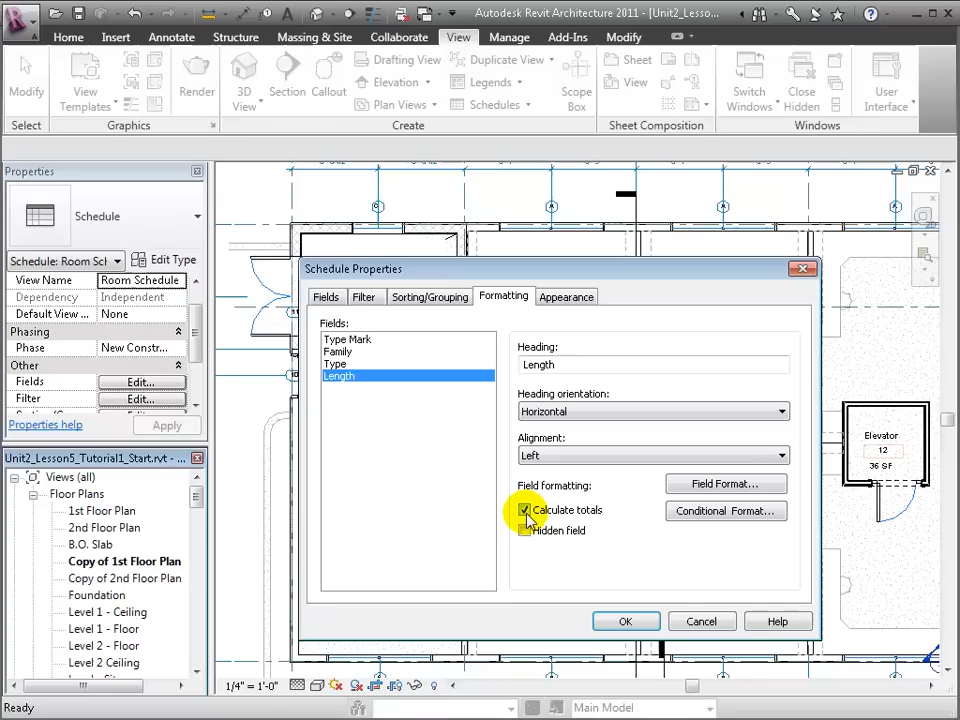 Autodesk Revit Architecture 2011 - [Unit2_Lesso...
Home Insert Annotate Structure Massing & Site Collaborate View Manage Add-Ins Modify
Modify
View
Templates
Render
3D
View
Section
Callout
Drafting View
Elevation
Plan Views
Duplicate View
Legends
Schedules
Scope
Box
Sheet
View
Switch
Windows
Close
Hidden
User
Interface
Select
Graphics
Create
Sheet Composition
Windows
Properties
Schedule
Schedule: Room Sch
Edit Type
View Name Room Schedule
Dependency Independent
Default View ... None
Phasing
Phase New Constr...
Other
Fields Edit...
Filter Edit...
Properties help
Apply
Unit2_Lesson5_Tutorial1_Start.rvt - ...
Views (all)
Floor Plans
1st Floor Plan
2nd Floor Plan
B.O. Slab
Copy of 1st Floor Plan
Copy of 2nd Floor Plan
Foundation
Level 1 - Ceiling
Level 1 - Floor
Level 2 - Floor
Level 2 Ceiling
Schedule Properties
Fields Filter Sorting/Grouping Formatting Appearance
Fields:
Type Mark
Family
Type
Length
Heading:
Length
Heading orientation:
Horizontal
Alignment:
Left
Field formatting:
Field Format...
Calculate totals
Conditional Format...
Hidden field
OK
Cancel
Help
Elevator
12
36 SF
1/4" = 1'-0"
Ready
Main Model